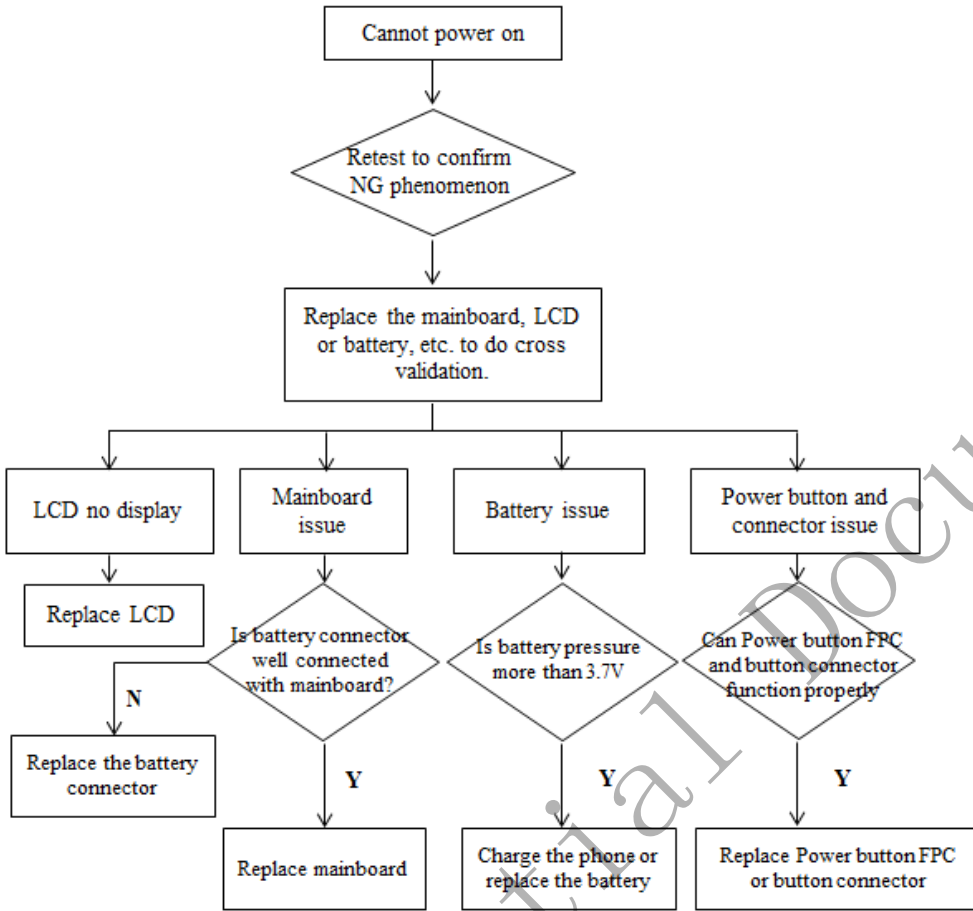 Cannot power on
Retest to confirm
NG phenomenon
Replace the mainboard, LCD
or battery, etc. to do cross
validation.
LCD no display
Mainboard
issue
Battery issue
Power button and
connector issue
Replace LCD
Is battery connector
well connected
with mainboard?
Is battery pressure
more than 3.7V
Can Power button FPC
and button connector
function properly
N
Replace the battery
connector
Y
Y
Y
Replace mainboard
Charge the phone or
replace the battery
Replace Power button FPC
or button connector
tial Docu